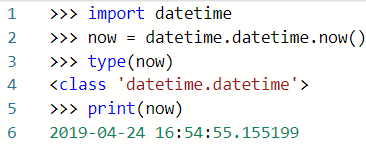 1 >>> import datetime
2 >>> now = datetime.datetime.now()
3 >>> type(now)
4 <class 'datetime.datetime'>
5 >>> print(now)
6 2019-04-24 16:54:55.155199